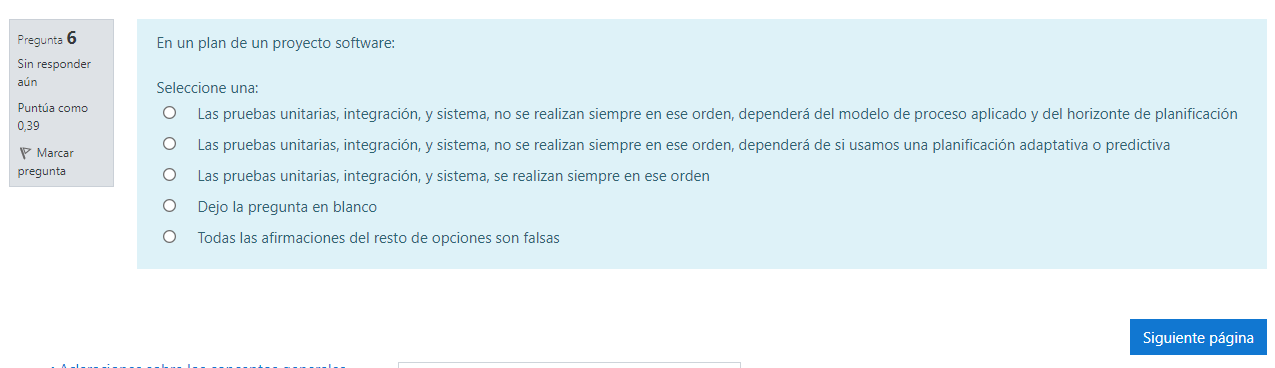 Pregunta 6
Sin responder
aún
Puntúa como
0,39
Marcar
pregunta
En un plan de un proyecto software:
Seleccione una:
Las pruebas unitarias, integración, y sistema, no se realizan siempre en ese orden, dependerá del modelo de proceso aplicado y del horizonte de planificación
Las pruebas unitarias, integración, y sistema, no se realizan siempre en ese orden, dependerá de si usamos una planificación adaptativa o predictiva
Las pruebas unitarias, integración, y sistema, se realizan siempre en ese orden
Dejo la pregunta en blanco
Todas las afirmaciones del resto de opciones son falsas
Siguiente página